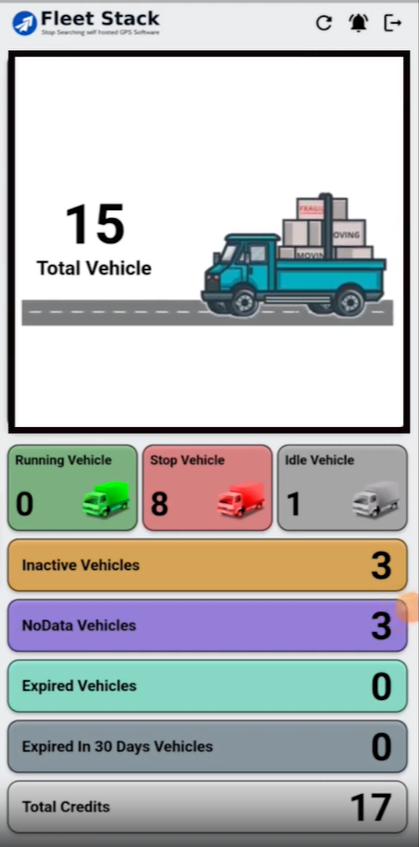 Fleet Stack
Stop Searching self hosted GPS Software
15
Total Vehicle
FRAGIL
OVING
MOVIN
Running Vehicle
0
Stop Vehicle
8
Idle Vehicle
1
Inactive Vehicles
3
NoData Vehicles
3
Expired Vehicles
0
Expired In 30 Days Vehicles
0
Total Credits
17